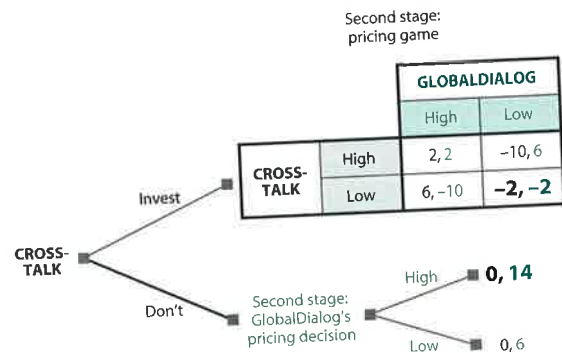 Second stage:
pricing game
GLOBALDIALOG
High Low
CROSS-
TALK
High 2, 2 –10, 6
Low 6, –10 –2, –2
Invest
CROSS-
TALK
Don't
Second stage:
GlobalDialog's
pricing decision
High 0, 14
Low 0, 6